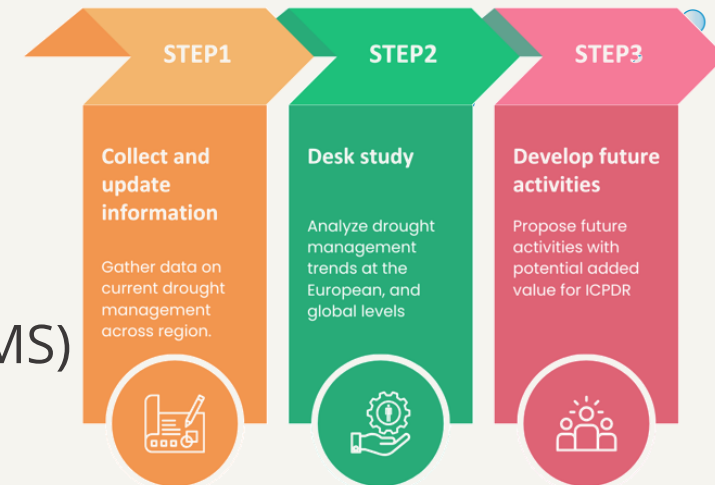 STEP1
Collect and
update
information
Gather data on
current drought
management
across region.
STEP2
Desk study
Analyze drought
management
trends at the
European, and
global levels
STEP3
Develop future
activities
Propose future
activities with
potential added
value for ICPDR
MS)